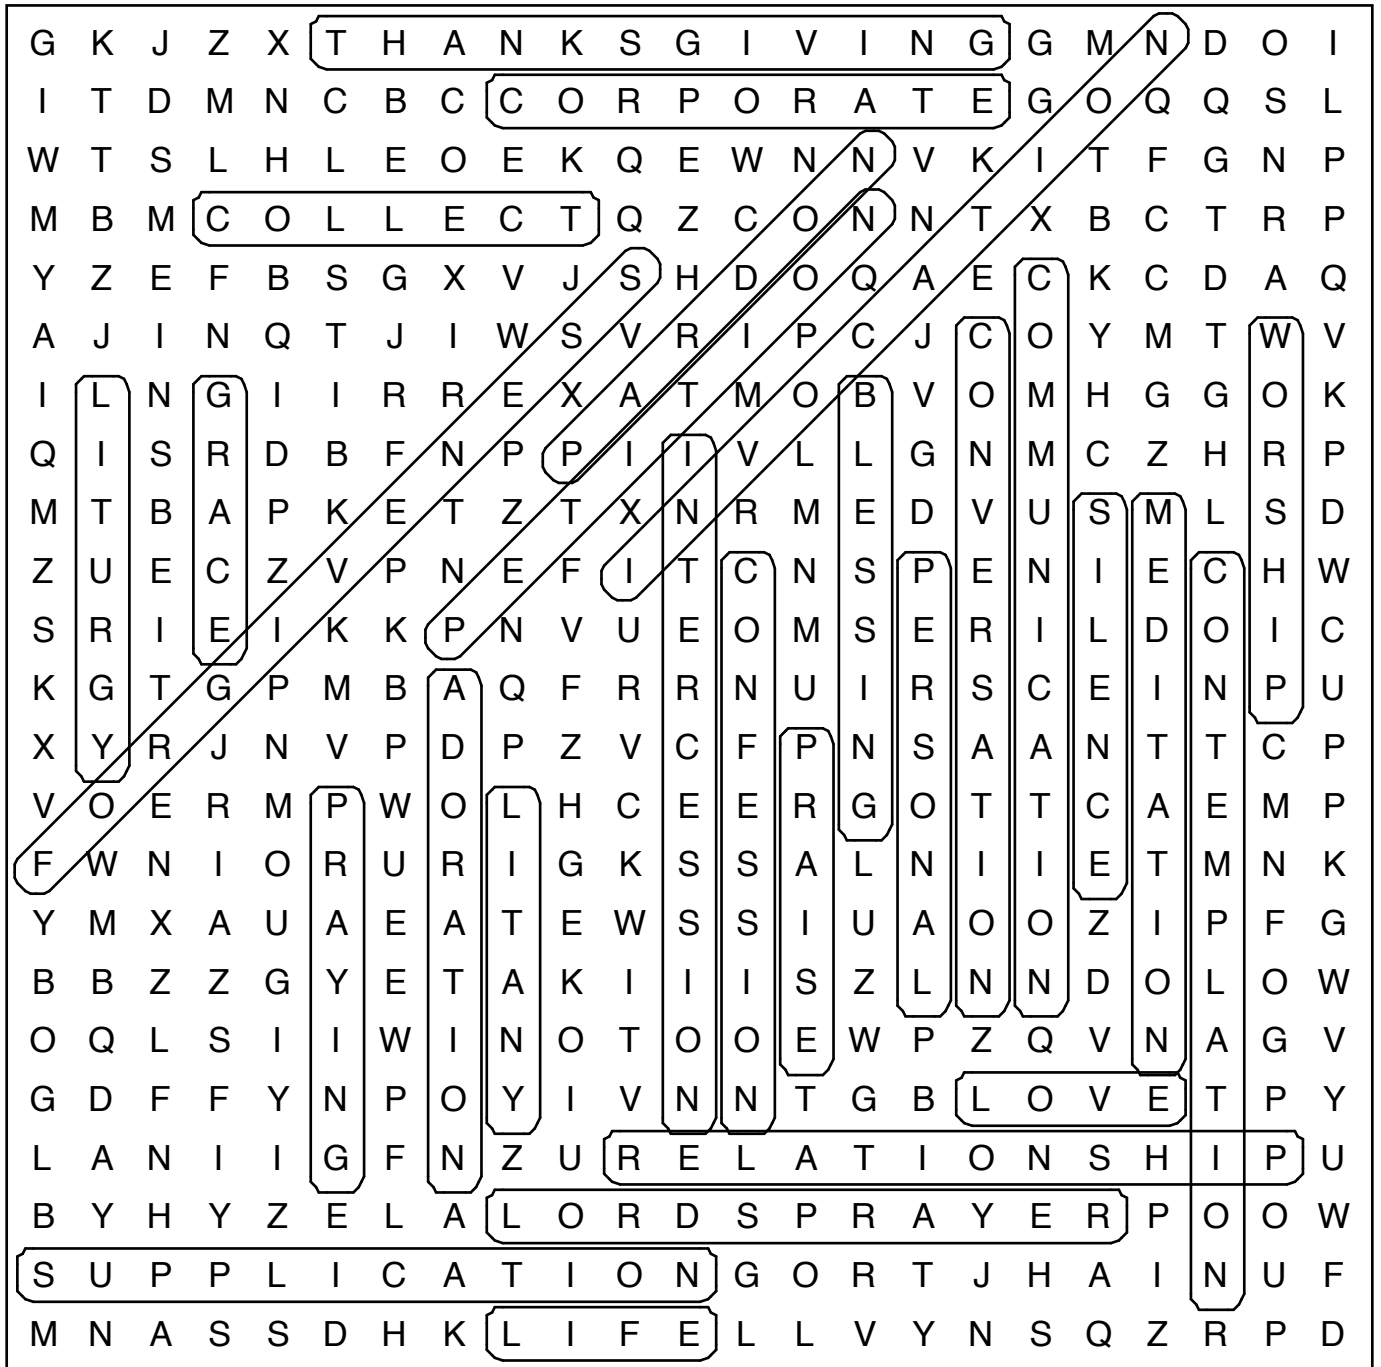 G K J Z X T H A N K S G I V I N G G M N D O I
I T D M N C B C C O R P O R A T E G O Q Q S L
W T S L H L E O E K Q E W N N V K I T F G N P
M B M C O L L E C T Q Z C O N N T X B C T R P
Y Z E F B S G X V J S H D O Q A E C K C D A Q
A J I N Q T J I W S V R I P C J C O Y M T W V
I L N G I I R R E X A T M O B V O M H G G O K
Q I S R D B F N P P I I V L L G N M C Z H R P
M T B A P K E T Z T X N R M E D V U S M L S D
Z U E C Z V P N E F I T C N S P E N I E C H W
S R I E I K K P N V U E O M S E R I L D O I C
K G T G P M B A Q F R R N U I R S C E I N P U
X Y R J N V P D P Z V C F P N S A A N T T C P
V O E R M P W O L H C E E R G O T T C A E M P
F W N I O R U R I G K S S A L N I I E T M N K
Y M X A U A E A T E W S S I U A O O Z I P F G
B B Z Z G Y E T A K I I I S Z L N N D O L O W
O Q L S I I W I N O T O O E W P Z Q V N A G V
G D F F Y N P O Y I V N N T G B L O V E T P Y
L A N I I G F N Z U R E L A T I O N S H I P U
B Y H Y Z E L A L O R D S P R A Y E R P O O W
S U P P L I C A T I O N G O R T J H A I N U F
M N A S S D H K L I F E L L V Y N S Q Z R P D